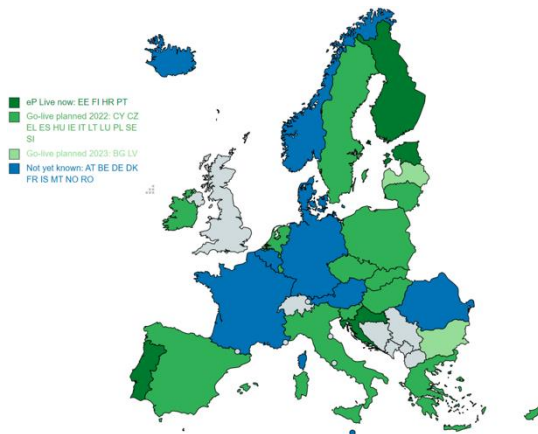 eP Live now: EE FI HR PT
Go-live planned 2022: CY CZ
EL ES HU IE IT LT LU PL SE
SI
Go-live planned 2023: BG LV
Not yet known: AT BE DE DK
FR IS MT NO RO